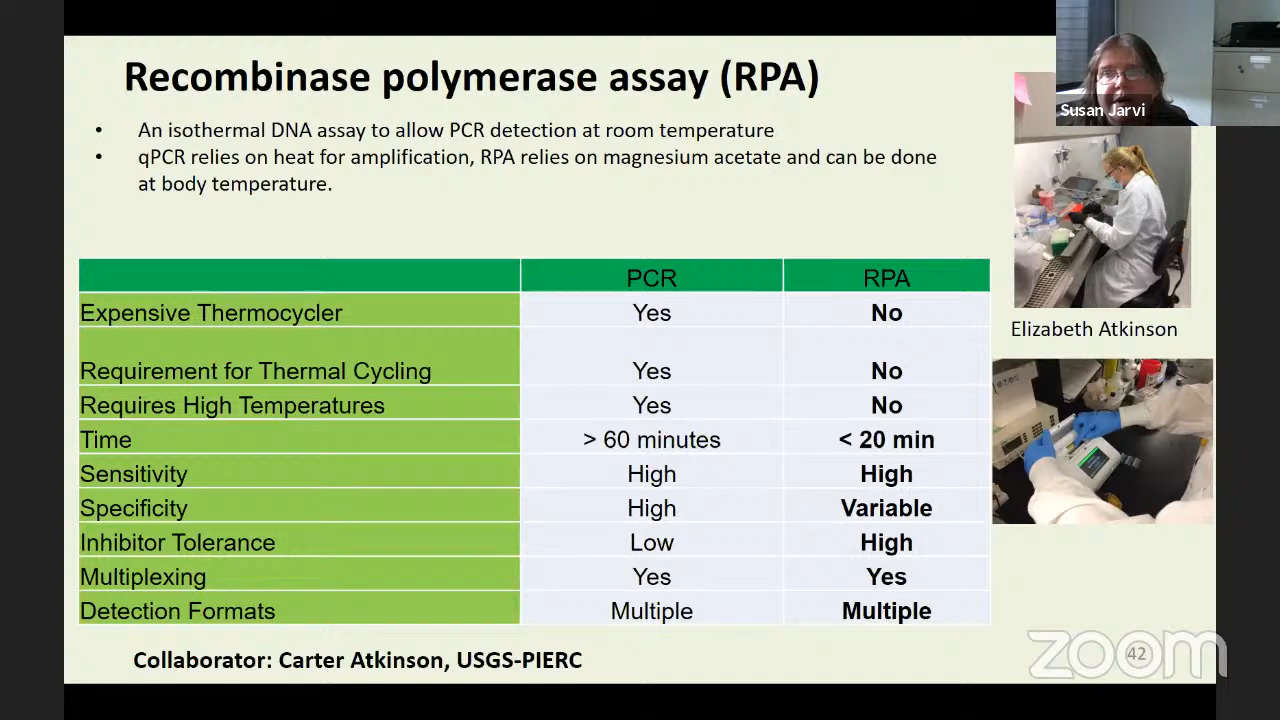 Recombinase polymerase assay (RPA)
Susan Jarvi
• An isothermal DNA assay to allow PCR detection at room temperature
• qPCR relies on heat for amplification, RPA relies on magnesium acetate and can be done
at body temperature.
PCR RPA
Expensive Thermocycler Yes No
Requirement for Thermal Cycling Yes No
Requires High Temperatures Yes No
Time > 60 minutes < 20 min
Sensitivity High High
Specificity High Variable
Inhibitor Tolerance Low High
Multiplexing Yes Yes
Detection Formats Multiple Multiple
Elizabeth Atkinson
Collaborator: Carter Atkinson, USGS-PIERC
zoom
42